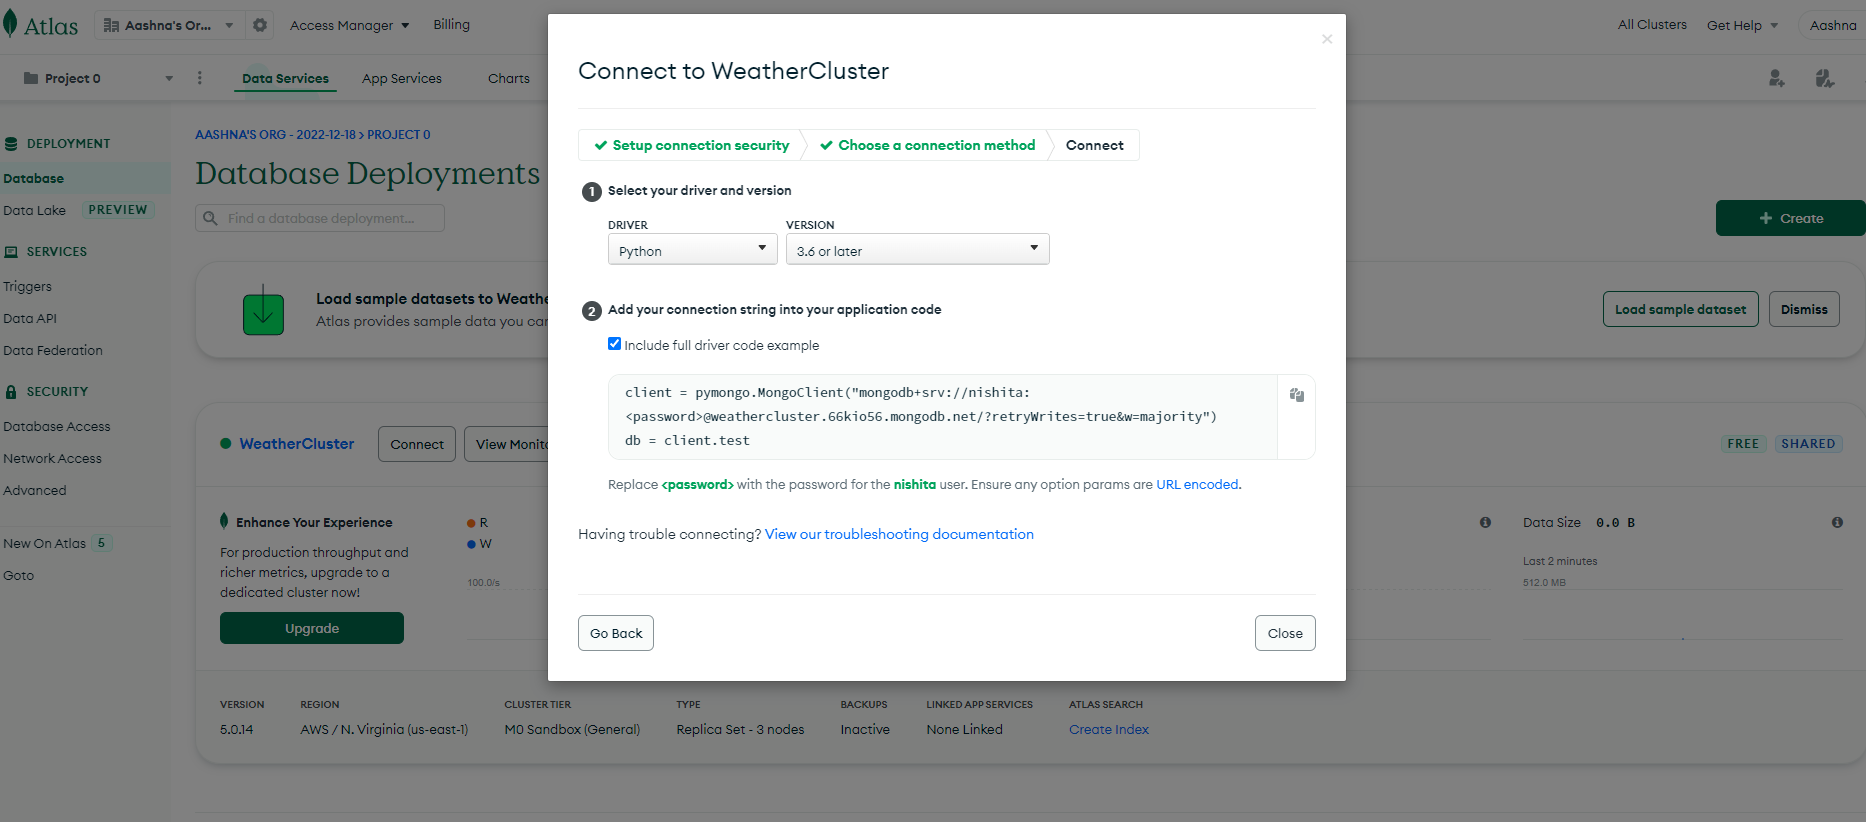 Atlas
Aashna's Or...
Access Manager
Billing
All Clusters
Get Help
Aashna
Project 0
Data Services
App Services
Charts
DEPLOYMENT
Database
Data Lake PREVIEW
SERVICES
Triggers
Data API
Data Federation
SECURITY
Database Access
Network Access
Advanced
New On Atlas 5
Goto
AASHNA'S ORG - 2022-12-18 > PROJECT 0
Database Deployments
Find a database deployment...
+ Create
Load sample datasets to Weathe
Atlas provides sample data you can
Load sample dataset
Dismiss
WeatherCluster
Connect
View Monito
FREE
SHARED
Enhance Your Experience
For production throughput and
richer metrics, upgrade to a
dedicated cluster now!
Upgrade
R
W
100.0/s
Data Size 0.0 B
Last 2 minutes
512.0 MB
VERSION
5.0.14
REGION
AWS / N. Virginia (us-east-1)
CLUSTER TIER
M0 Sandbox (General)
TYPE
Replica Set - 3 nodes
BACKUPS
Inactive
LINKED APP SERVICES
None Linked
ATLAS SEARCH
Create Index
×
Connect to WeatherCluster
✔ Setup connection security
✔ Choose a connection method
Connect
1 Select your driver and version
DRIVER
Python
VERSION
3.6 or later
2 Add your connection string into your application code
Include full driver code example
client = pymongo.MongoClient("mongodb+srv://nishita:
<password>@weathercluster.66kio56.mongodb.net/?retryWrites=true&w=majority")
db = client.test
Replace <password> with the password for the nishita user. Ensure any option params are URL encoded.
Having trouble connecting? View our troubleshooting documentation
Go Back
Close